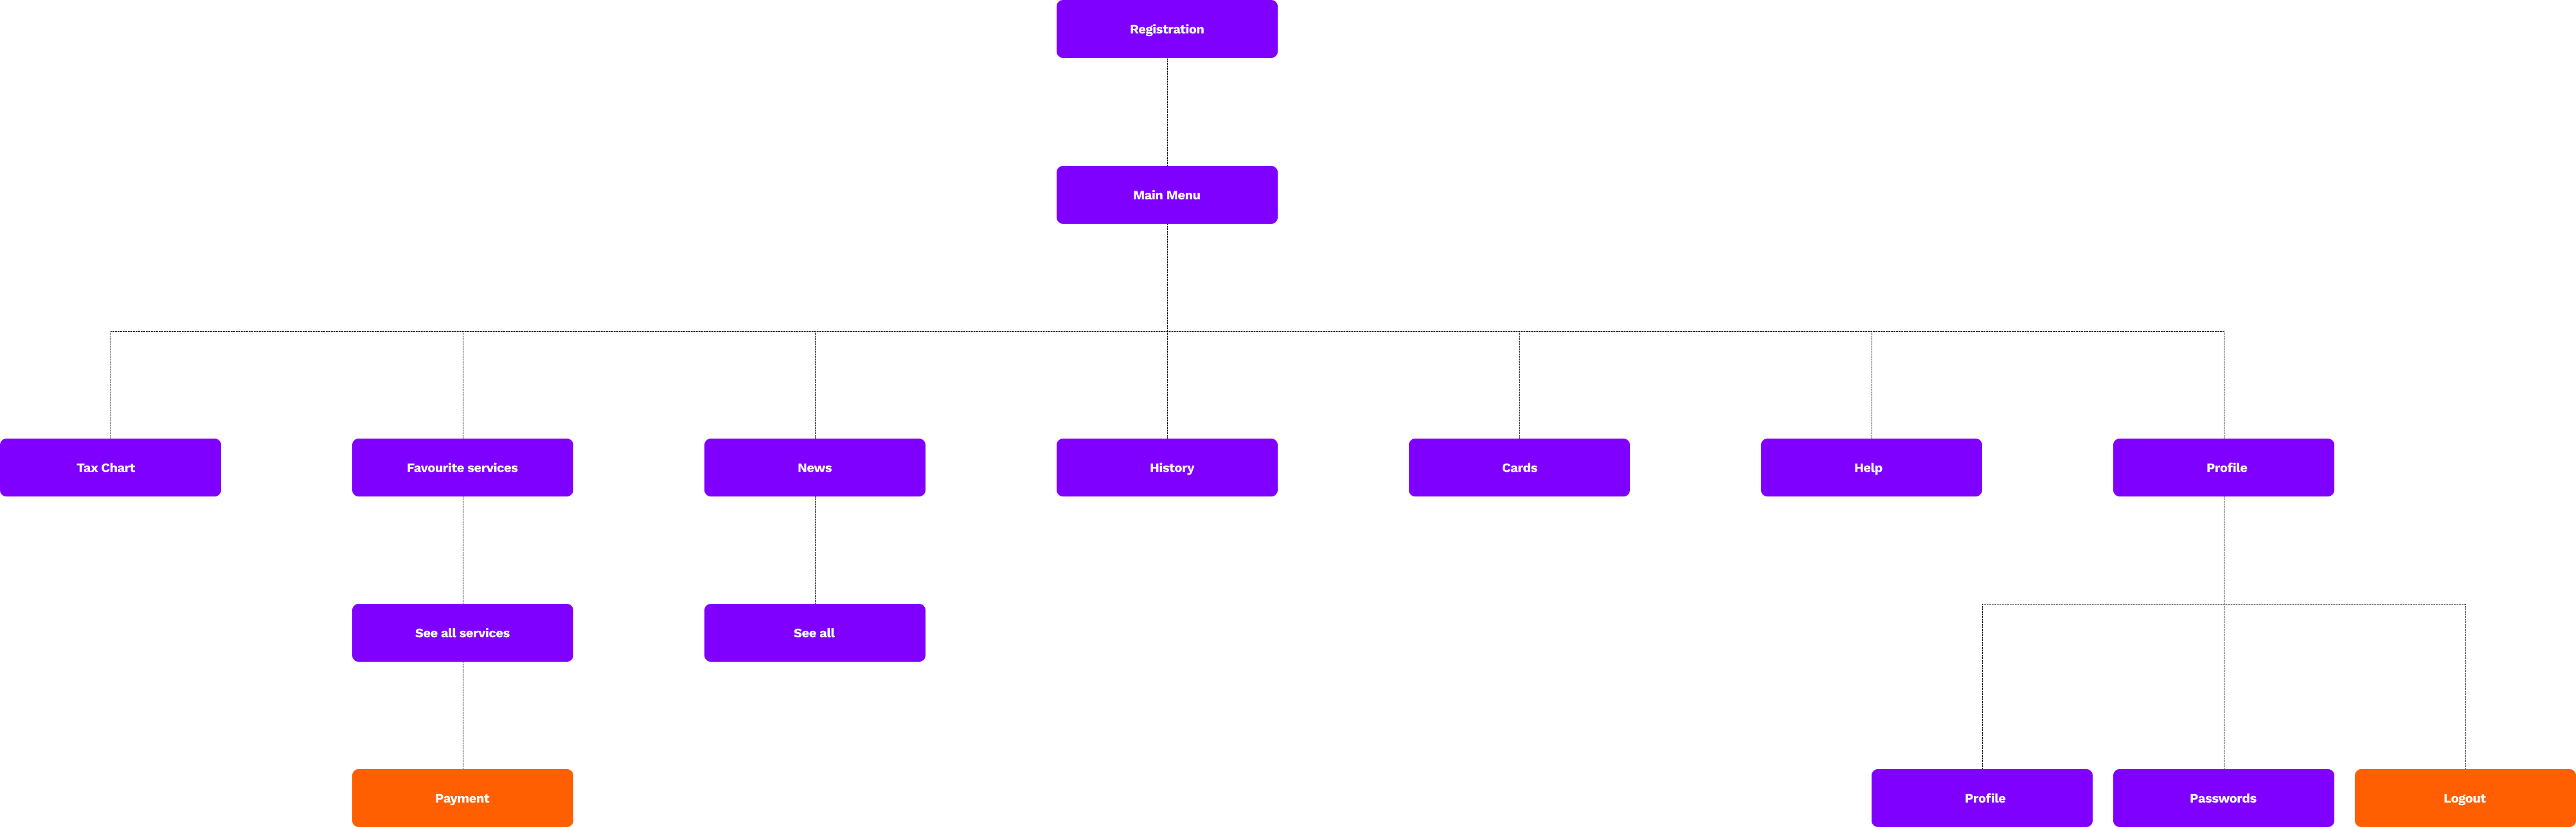 Registration
Main Menu
Tax Chart
Favourite services
News
History
Cards
Help
Profile
See all services
See all
Payment
Profile
Passwords
Logout